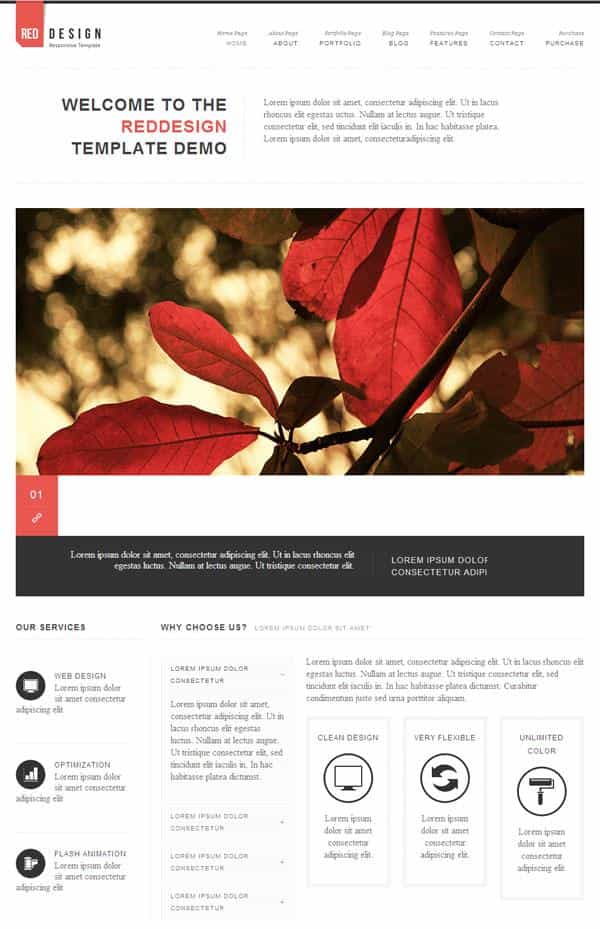 RED DESIGN
Responsive Template
Home Page
HOME
About Page
ABOUT
Portfolio Page
PORTFOLIO
Blog Page
BLOG
Features Page
FEATURES
Contact Page
CONTACT
Purchase
PURCHASE
WELCOME TO THE
REDDESIGN
TEMPLATE DEMO
Lorem ipsum dolor sit amet, consectetur adipiscing elit. Ut in lacus
rhoncus elit egestas uctus. Nullam at lectus augue. Ut tristique
consectetur elit, sed tincidunt elit iaculis in. In hac habitasse platea.
Lorem ipsum dolor sit amet, consecteturadipiscing elit.
01
Lorem ipsum dolor sit amet, consectetur adipiscing elit. Ut in lacus rhoncus elit
egestas luctus. Nullam at lectus augue. Ut tristique consectetur elit.
LOREM IPSUM DOLOR
CONSECTETUR ADIPI
OUR SERVICES
WEB DESIGN
Lorem ipsum dolor
sit amet, consectetur
adipiscing elit
OPTIMIZATION
Lorem ipsum dolor
sit amet, consectetur
adipiscing elit
FLASH ANIMATION
Lorem ipsum dolor
sit amet, consectetur
adipiscing elit
WHY CHOOSE US? LOREM IPSUM DOLOR SIT AMET
LOREM IPSUM DOLOR
CONSECTETUR
Lorem ipsum dolor sit amet,
consectetur adipiscing
elit. Ut in lacus rhoncus
elit egestas luctus. Nullam
at lectus augue. Ut
tristique consectetur elit, sed
tincidunt elit iaculis in. In hac
habitasse platea dictumst.
LOREM IPSUM DOLOR
CONSECTETUR
LOREM IPSUM DOLOR
CONSECTETUR
LOREM IPSUM DOLOR
CONSECTETUR
Lorem ipsum dolor sit amet, consectetur adipiscing elit. Ut in lacus rhoncus elit
egestas luctus. Nullam at lectus augue. Ut tristique consectetur elit, sed
tincidunt elit iaculis in. In hac habitasse platea dictumst. Curabitur
condimentum justo sed urna porttitor aliquam.
CLEAN DESIGN
Lorem ipsum
dolor sit amet,
consectetur
adipiscing elit.
VERY FLEXIBLE
Lorem ipsum
dolor sit amet,
consectetur
adipiscing elit.
UNLIMITED
COLOR
Lorem ipsum
dolor sit amet,
consectetur
adipiscing elit.